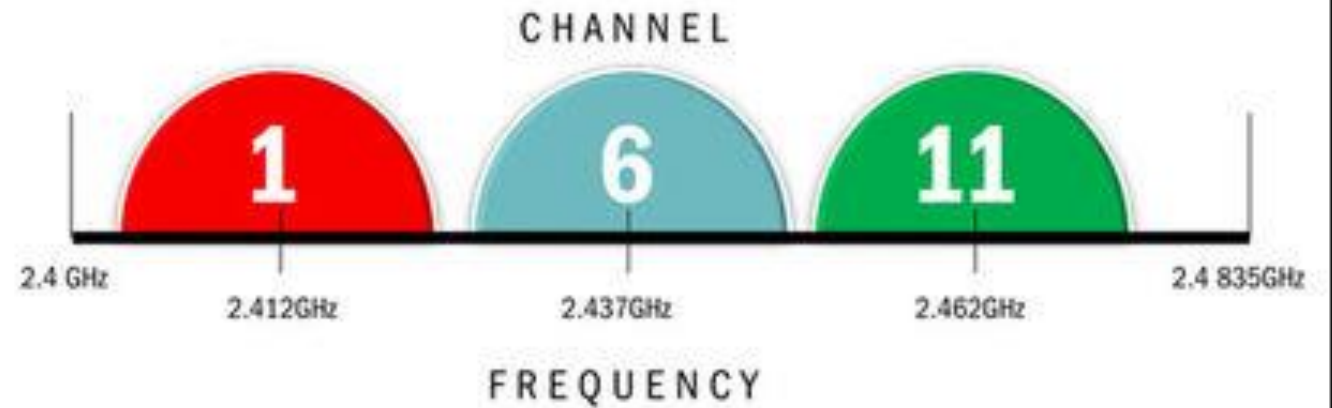 CHANNEL
1 6 11
2.4 GHz 2.4 835GHz
2.412GHz 2.437GHz 2.462GHz
FREQUENCY